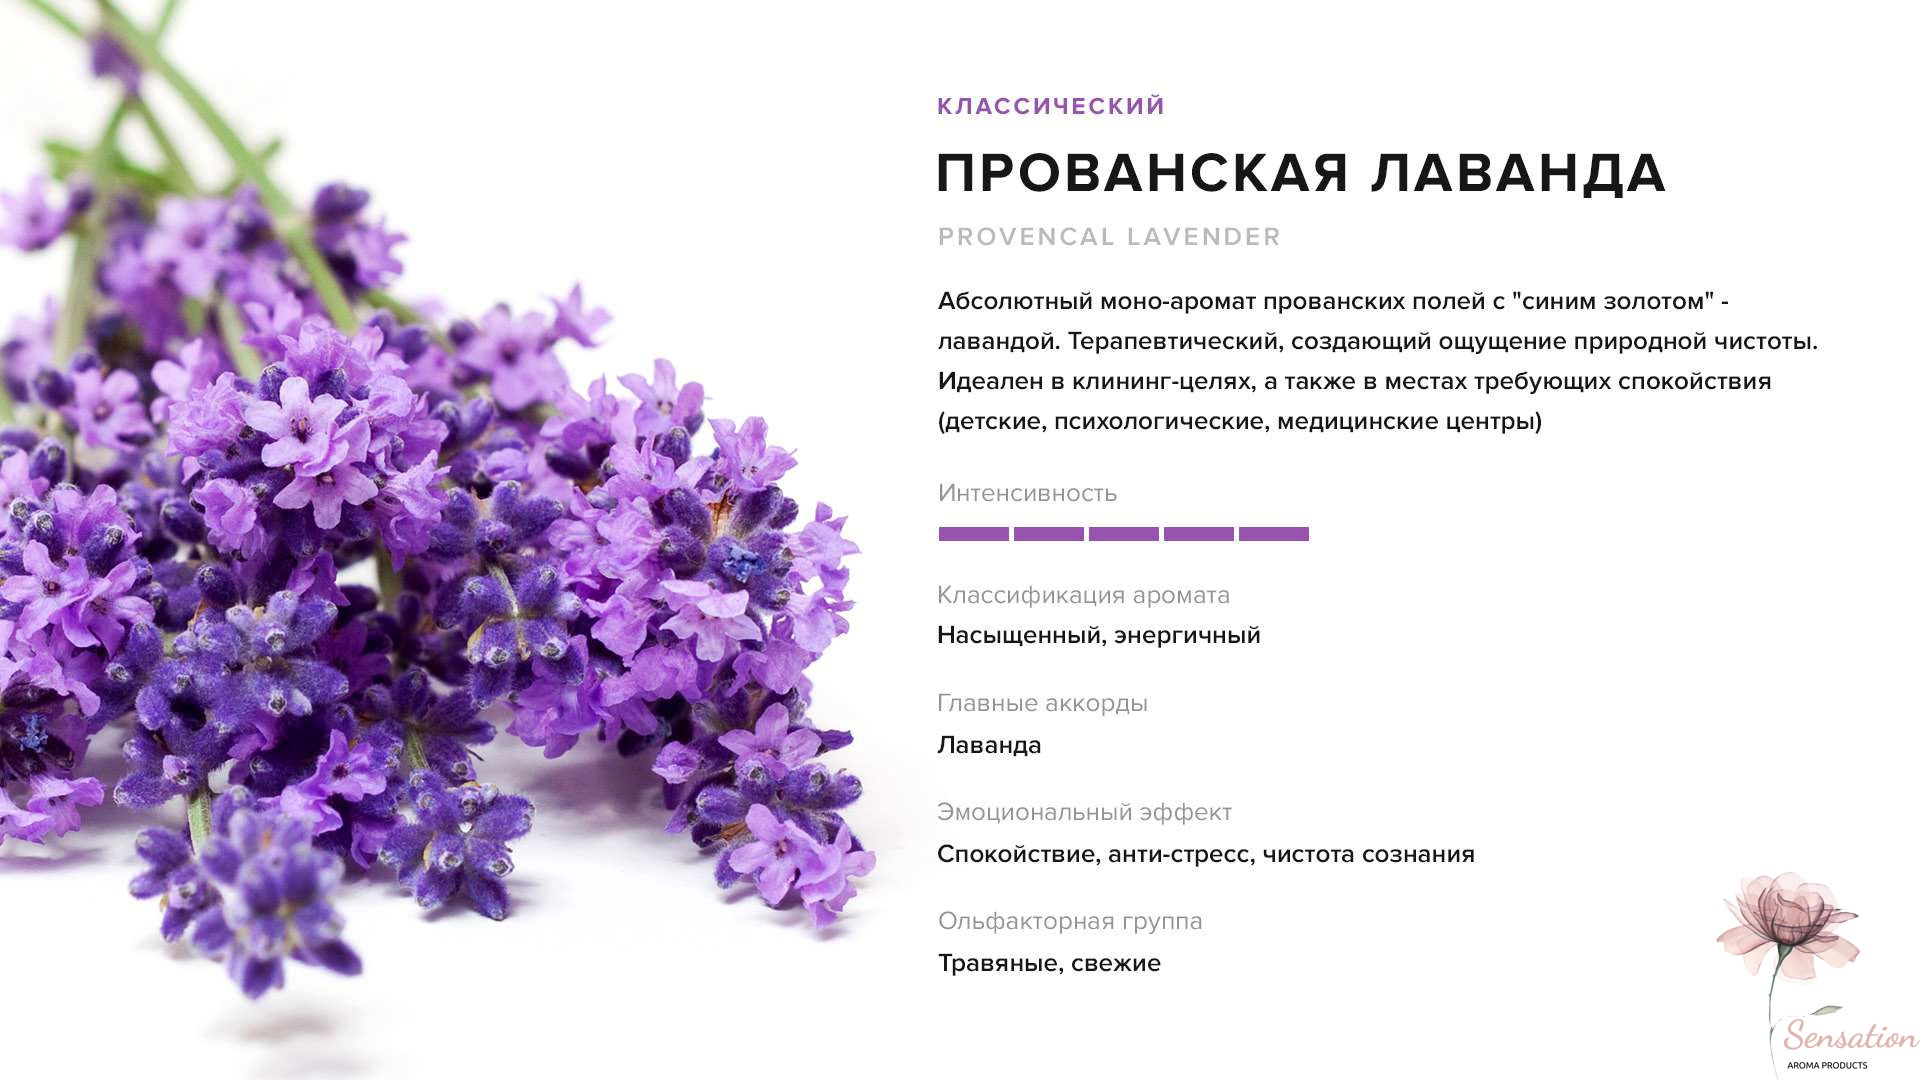 КЛАССИЧЕСКИЙ
ПРОВАНСКАЯ ЛАВАНДА
PROVENCAL LAVENDER
Абсолютный моно-аромат прованских полей с "синим золотом" -
лавандой. Терапевтический, создающий ощущение природной чистоты.
Идеален в клининг-целях, а также в местах требующих спокойствия
(детские, психологические, медицинские центры)
Интенсивность
Классификация аромата
Насыщенный, энергичный
Главные аккорды
Лаванда
Эмоциональный эффект
Спокойствие, анти-стресс, чистота сознания
Ольфакторная группа
Травяные, свежие
Sensation
AROMA PRODUCTS